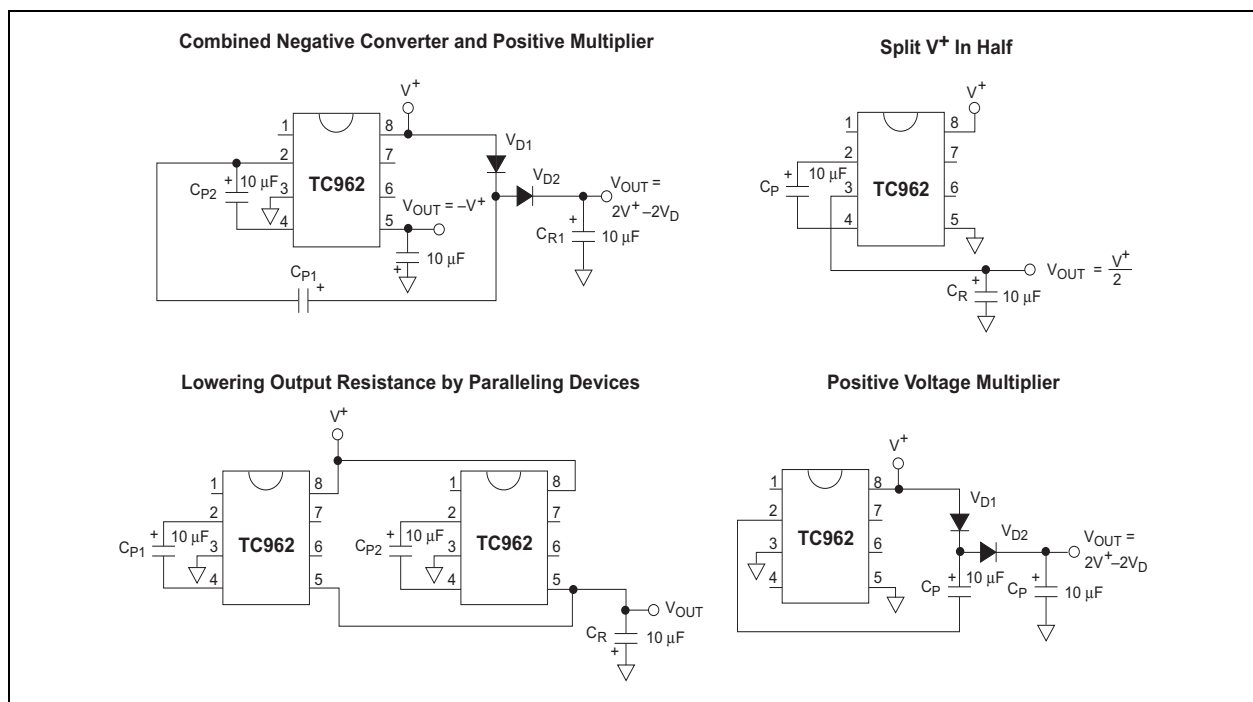 Combined Negative Converter and Positive Multiplier
V+
1
2
3
4
8
7
6
5
TC962
CP2
+
10 µF
VD1
VD2
VOUT = –V+
+
10 µF
VOUT =
2V+–2VD
+
CR1
10 µF
CP1
+
Split V+ In Half
V+
1
2
3
4
8
7
6
5
TC962
CP
+
10 µF
VOUT = V+
2
+
CR
10 µF
Lowering Output Resistance by Paralleling Devices
V+
1
2
3
4
8
7
6
5
TC962
CP1
+
10 µF
1
2
3
4
8
7
6
5
TC962
CP2
+
10 µF
VOUT
CR
10 µF
+
Positive Voltage Multiplier
V+
1
2
3
4
8
7
6
5
TC962
VD1
VD2
VOUT =
2V+–2VD
+
10 µF
CP
+
CP
10 µF